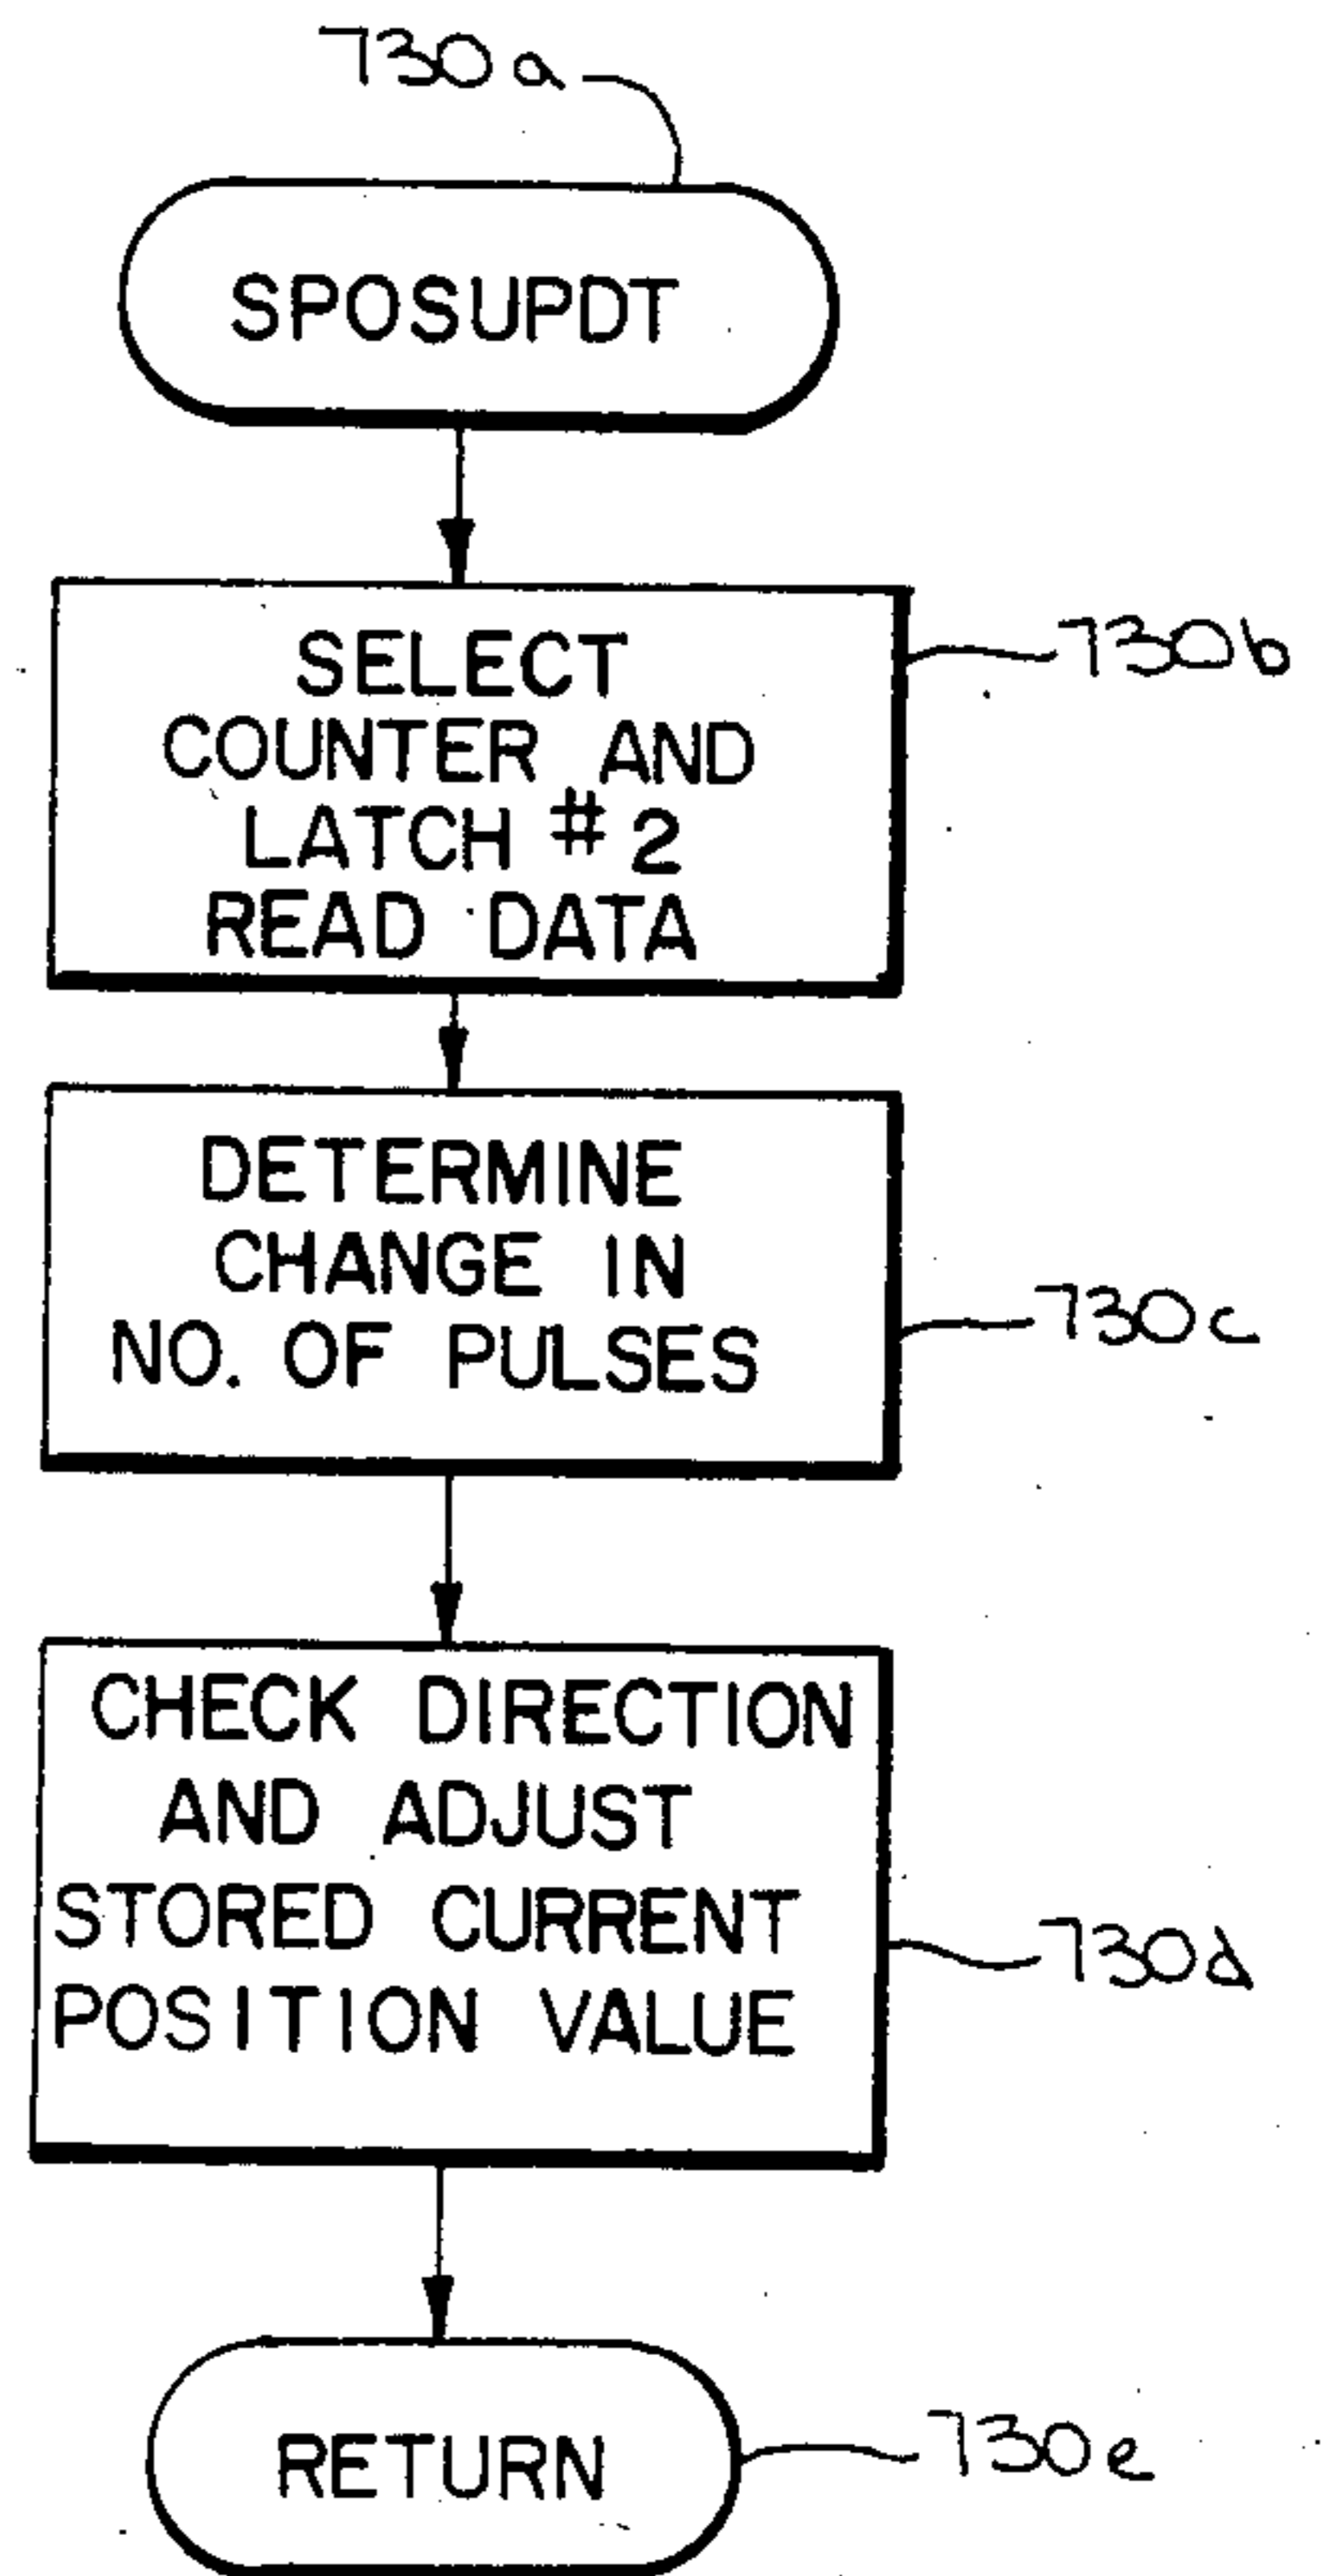 730a
SPOSUPDT
SELECT
COUNTER AND
LATCH #2
READ DATA
730b
DETERMINE
CHANGE IN
NO. OF PULSES
730c
CHECK DIRECTION
AND ADJUST
STORED CURRENT
POSITION VALUE
730d
RETURN
730e